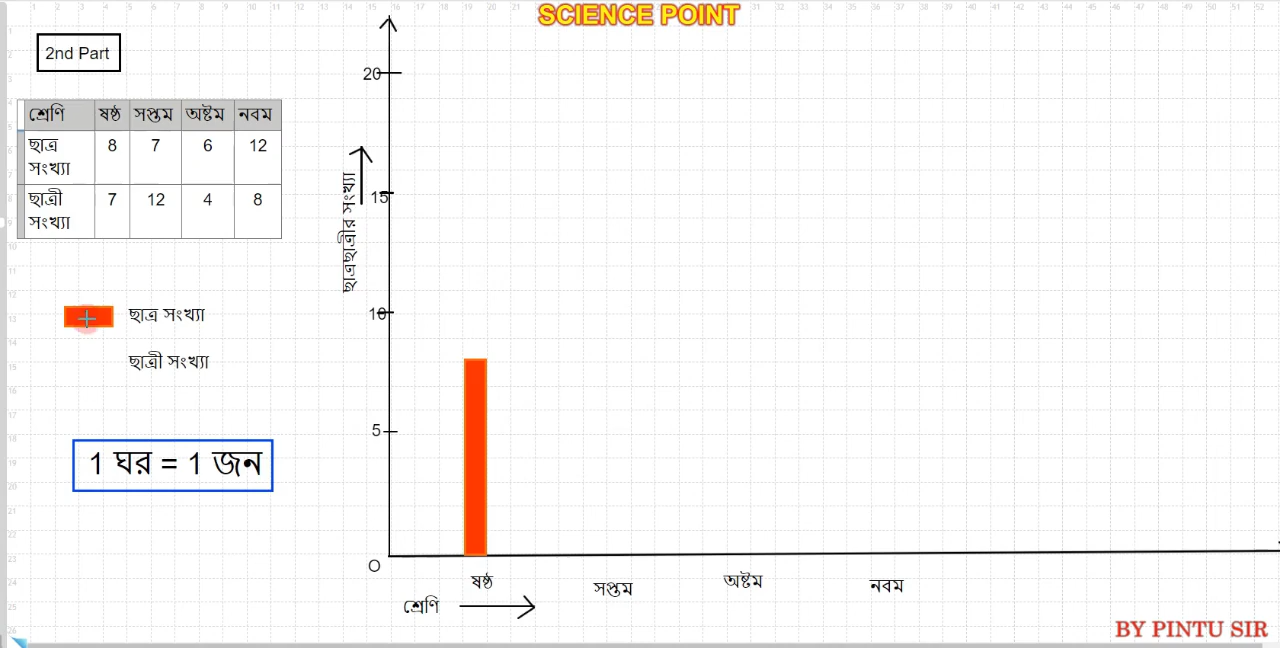 SCIENCE POINT
2nd Part
শ্রেণি ষষ্ঠ সপ্তম অষ্টম নবম
ছাত্র সংখ্যা 8 7 6 12
ছাত্রী সংখ্যা 7 12 4 8
ছাত্র সংখ্যা
ছাত্রী সংখ্যা
1 ঘর = 1 জন
20
15
10
5
O
ছাত্রছাত্রীর সংখ্যা
ষষ্ঠ সপ্তম অষ্টম নবম
শ্রেণি
BY PINTU SIR